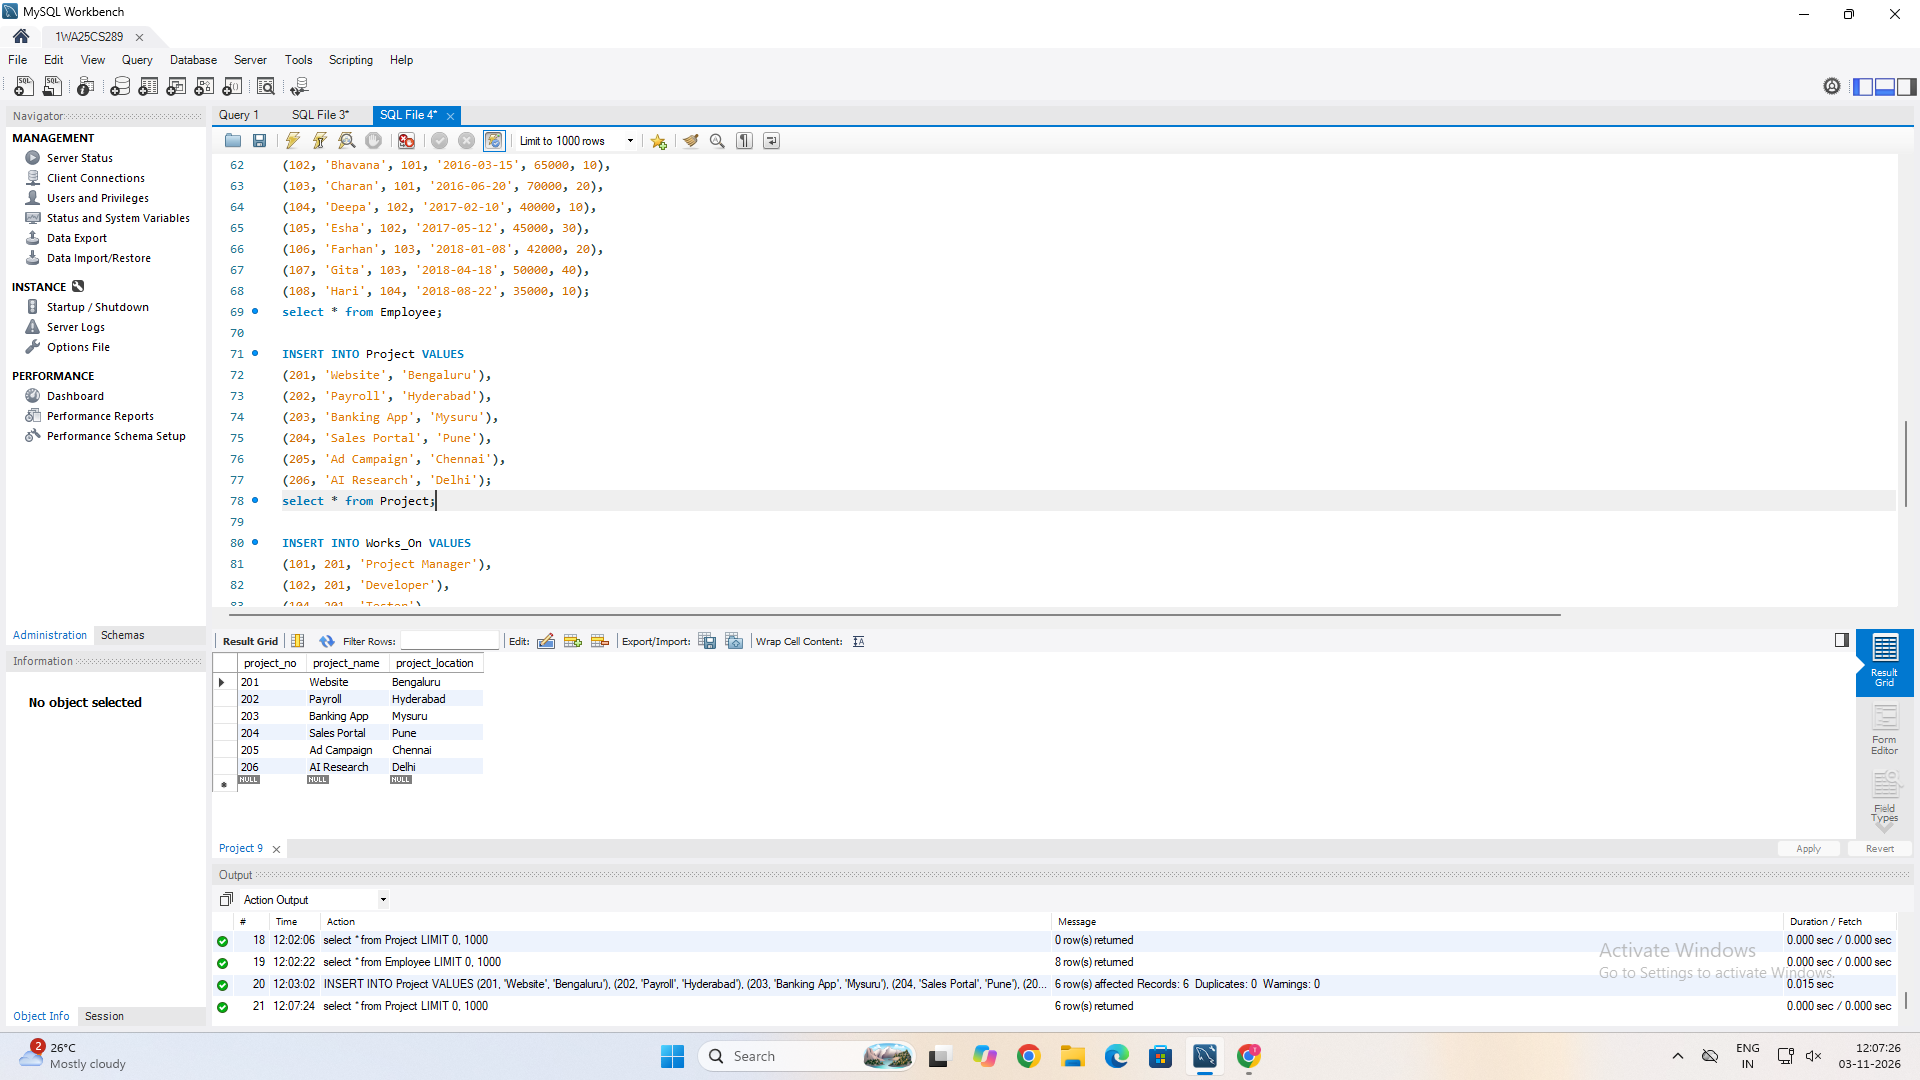 MySQL Workbench
1WA25CS289
File Edit View Query Database Server Tools Scripting Help
Navigator
MANAGEMENT
Server Status
Client Connections
Users and Privileges
Status and System Variables
Data Export
Data Import/Restore
INSTANCE
Startup / Shutdown
Server Logs
Options File
PERFORMANCE
Dashboard
Performance Reports
Performance Schema Setup
Administration Schemas
Information
No object selected
Object Info Session
Query 1 SQL File 3* SQL File 4*
Limit to 1000 rows
62 (102, 'Bhavana', 101, '2016-03-15', 65000, 10),
63 (103, 'Charan', 101, '2016-06-20', 70000, 20),
64 (104, 'Deepa', 102, '2017-02-10', 40000, 10),
65 (105, 'Esha', 102, '2017-05-12', 45000, 30),
66 (106, 'Farhan', 103, '2018-01-08', 42000, 20),
67 (107, 'Gita', 103, '2018-04-18', 50000, 40),
68 (108, 'Hari', 104, '2018-08-22', 35000, 10);
69 select * from Employee;
70
71 INSERT INTO Project VALUES
72 (201, 'Website', 'Bengaluru'),
73 (202, 'Payroll', 'Hyderabad'),
74 (203, 'Banking App', 'Mysuru'),
75 (204, 'Sales Portal', 'Pune'),
76 (205, 'Ad Campaign', 'Chennai'),
77 (206, 'AI Research', 'Delhi');
78 select * from Project;
79
80 INSERT INTO Works_On VALUES
81 (101, 201, 'Project Manager'),
82 (102, 201, 'Developer'),
83 (104, 201, 'Tester'),
Result Grid Filter Rows: Edit: Export/Import: Wrap Cell Content:
project_no project_name project_location
201 Website Bengaluru
202 Payroll Hyderabad
203 Banking App Mysuru
204 Sales Portal Pune
205 Ad Campaign Chennai
206 AI Research Delhi
NULL NULL NULL
Result Grid
Form Editor
Field Types
Project 9
Apply Revert
Output
Action Output
# Time Action Message Duration / Fetch
18 12:02:06 select * from Project LIMIT 0, 1000 0 row(s) returned 0.000 sec / 0.000 sec
19 12:02:22 select * from Employee LIMIT 0, 1000 8 row(s) returned 0.000 sec / 0.000 sec
20 12:03:02 INSERT INTO Project VALUES (201, 'Website', 'Bengaluru'), (202, 'Payroll', 'Hyderabad'), (203, 'Banking App', 'Mysuru'), (204, 'Sales Portal', 'Pune'), (20... 6 row(s) affected Records: 6 Duplicates: 0 Warnings: 0 0.015 sec
21 12:07:24 select * from Project LIMIT 0, 1000 6 row(s) returned 0.000 sec / 0.000 sec
Activate Windows
Go to Settings to activate Windows.
2
26°C
Mostly cloudy
Search
ENG
IN
12:07:26
03-11-2026